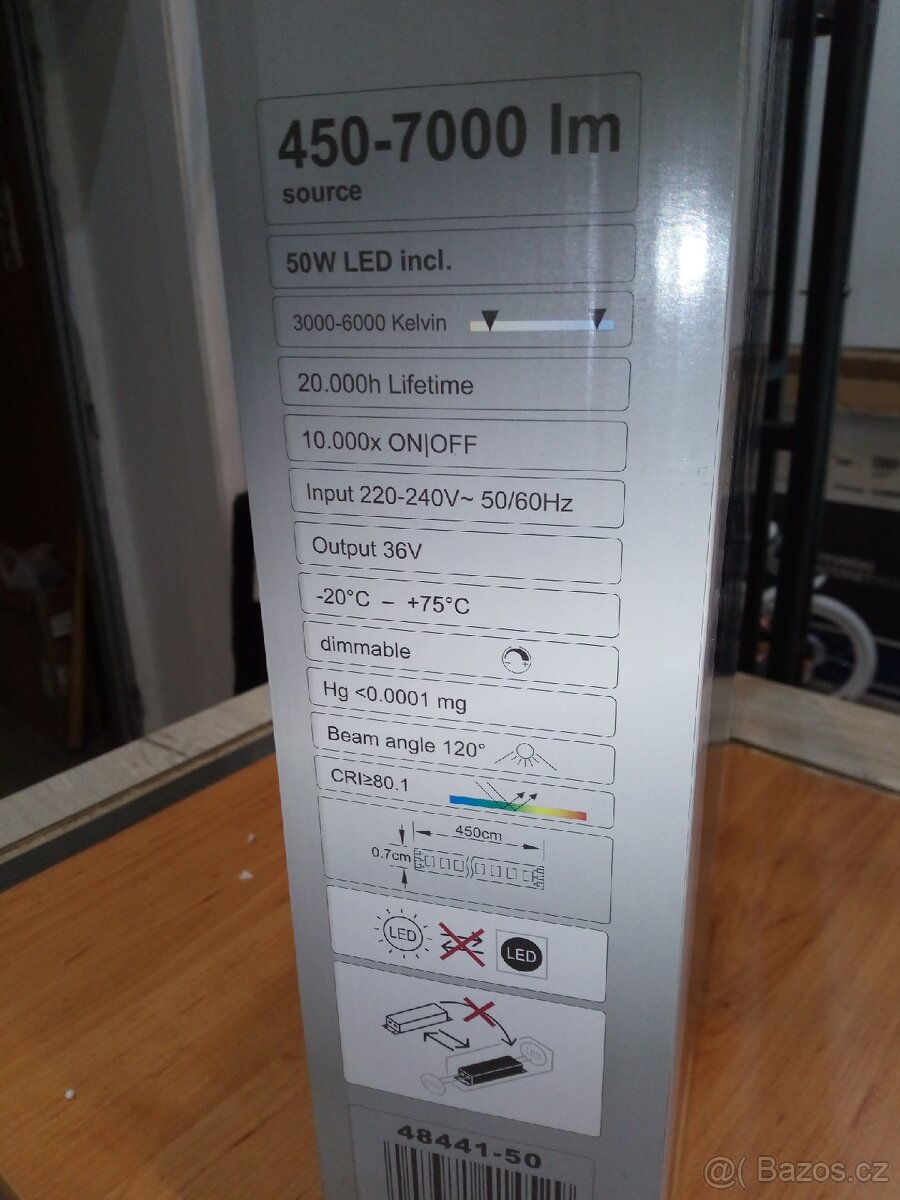 450-7000 lm
source
50W LED incl.
3000-6000 Kelvin
20.000h Lifetime
10.000x ON|OFF
Input 220-240V~ 50/60Hz
Output 36V
-20°C – +75°C
dimmable
Hg <0.0001 mg
Beam angle 120°
CRI≥80.1
450cm
0.7cm
LED
LED
LED
48441-50
@( Bazos.cz